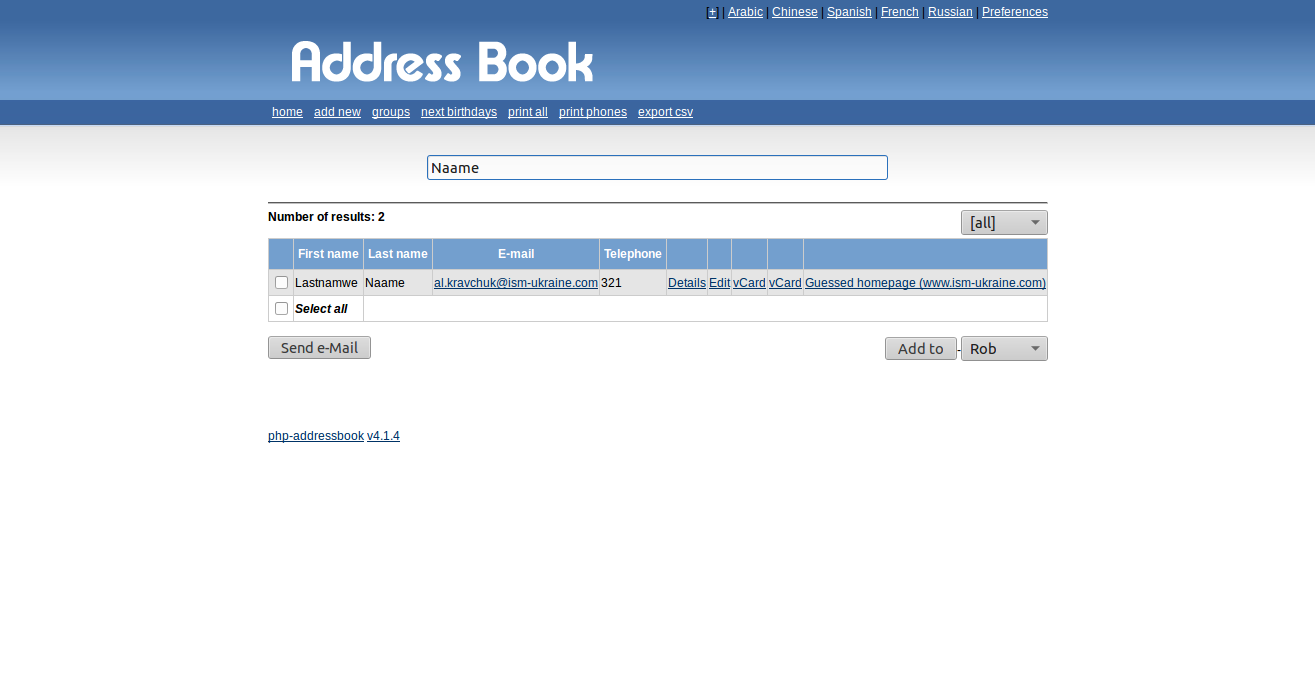 [+] | Arabic | Chinese | Spanish | French | Russian | Preferences
Address Book
home add new groups next birthdays print all print phones export csv
Naame
Number of results: 2
[all]
First name Last name E-mail Telephone
Lastnamwe Naame al.kravchuk@ism-ukraine.com 321 Details Edit vCard vCard Guessed homepage (www.ism-ukraine.com)
Select all
Send e-Mail Add to - Rob
php-addressbook v4.1.4